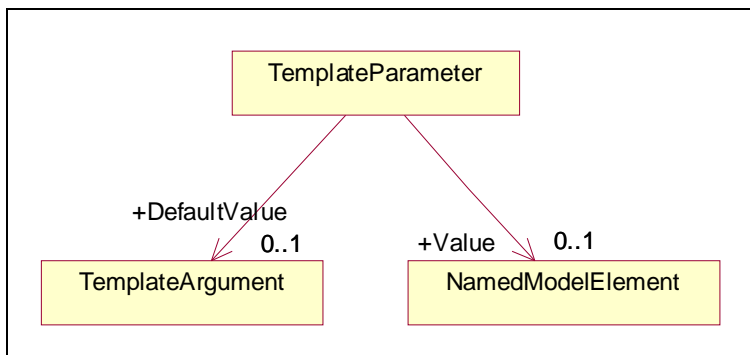 TemplateParameter
+DefaultValue
0..1
+Value
0..1
TemplateArgument
NamedModelElement